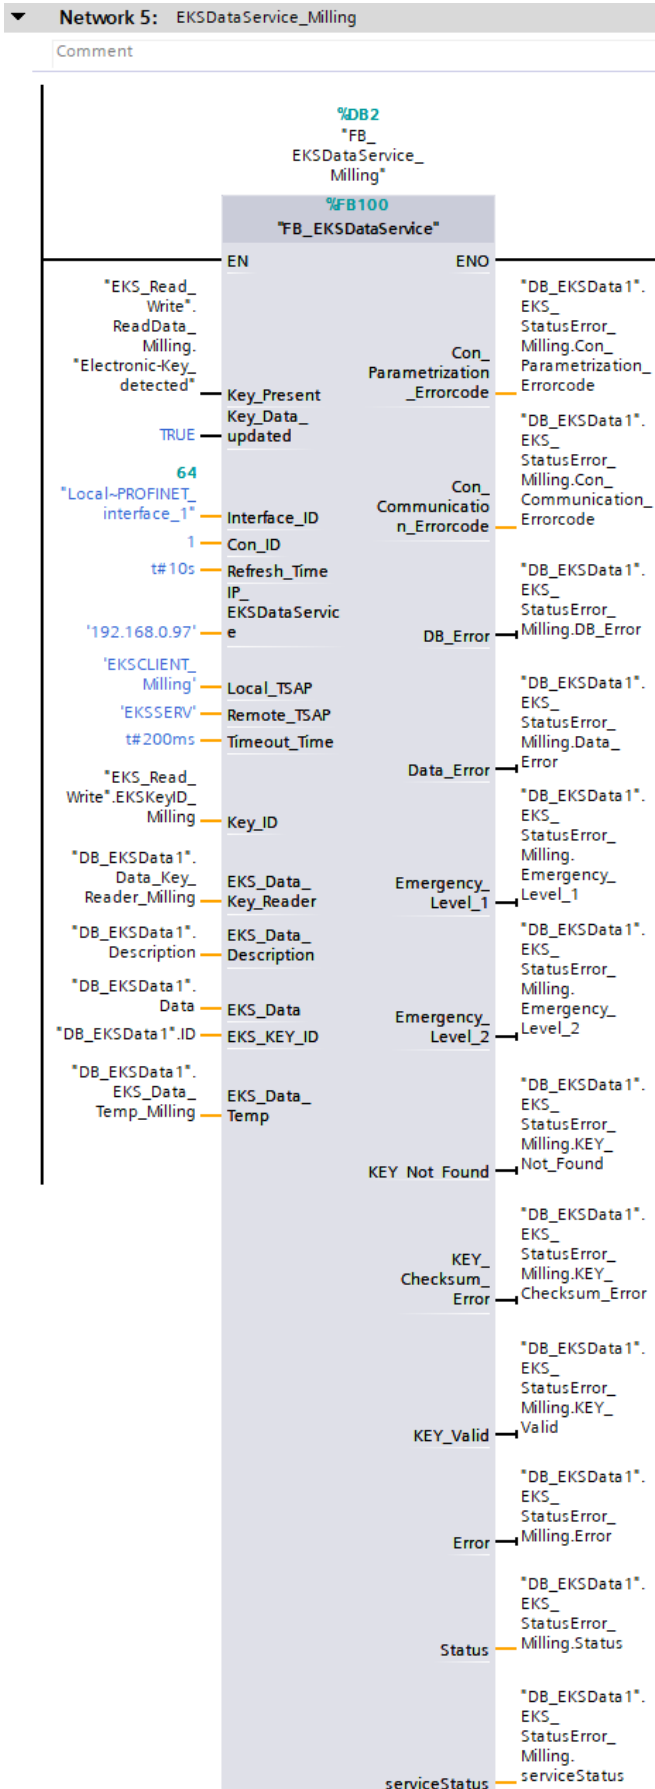 Network 5: EKSDataService_Milling
Comment
%DB2
"FB_
EKSDataService_
Milling"
%FB100
"FB_EKSDataService"
EN
ENO
"EKS_Read_
Write".
ReadData_
Milling.
"Electronic-Key_
detected"
Key_Present
TRUE
Key_Data_
updated
64
"Local~PROFINET_
interface_1"
Interface_ID
1
Con_ID
t#10s
Refresh_Time
'192.168.0.97'
IP_
EKSDataServic
e
'EKSCLIENT_
Milling'
Local_TSAP
'EKSSERV'
Remote_TSAP
t#200ms
Timeout_Time
"EKS_Read_
Write".EKSKeyID_
Milling
Key_ID
"DB_EKSData1".
Data_Key_
Reader_Milling
EKS_Data_
Key_Reader
"DB_EKSData1".
Description
EKS_Data_
Description
"DB_EKSData1".
Data
EKS_Data
"DB_EKSData1".ID
EKS_KEY_ID
"DB_EKSData1".
EKS_Data_
Temp_Milling
EKS_Data_
Temp
Con_
Parametrization
_Errorcode
"DB_EKSData1".
EKS_
StatusError_
Milling.Con_
Parametrization_
Errorcode
Con_
Communicatio
n_Errorcode
"DB_EKSData1".
EKS_
StatusError_
Milling.Con_
Communication_
Errorcode
DB_Error
"DB_EKSData1".
EKS_
StatusError_
Milling.DB_Error
Data_Error
"DB_EKSData1".
EKS_
StatusError_
Milling.Data_
Error
Emergency_
Level_1
"DB_EKSData1".
EKS_
StatusError_
Milling.
Emergency_
Level_1
Emergency_
Level_2
"DB_EKSData1".
EKS_
StatusError_
Milling.
Emergency_
Level_2
KEY_Not_Found
"DB_EKSData1".
EKS_
StatusError_
Milling.KEY_
Not_Found
KEY_
Checksum_
Error
"DB_EKSData1".
EKS_
StatusError_
Milling.KEY_
Checksum_Error
KEY_Valid
"DB_EKSData1".
EKS_
StatusError_
Milling.KEY_
Valid
Error
"DB_EKSData1".
EKS_
StatusError_
Milling.Error
Status
"DB_EKSData1".
EKS_
StatusError_
Milling.Status
serviceStatus
"DB_EKSData1".
EKS_
StatusError_
Milling.
serviceStatus